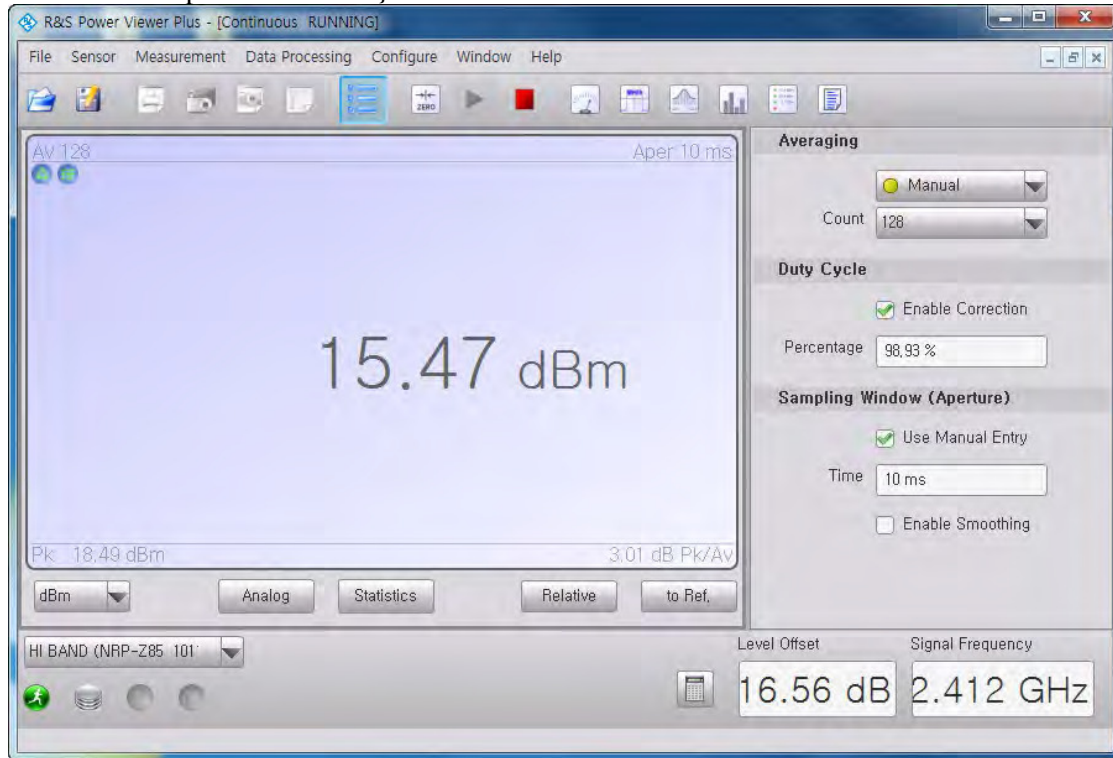 R&S Power Viewer Plus - [Continuous RUNNING]
File Sensor Measurement Data Processing Configure Window Help
ZERO
Av 128 Aper 10 ms
15.47 dBm
Pk 18,49 dBm 3,01 dB Pk/Av
dBm Analog Statistics Relative to Ref,
Averaging
Manual
Count 128
Duty Cycle
Enable Correction
Percentage 98,93 %
Sampling Window (Aperture)
Use Manual Entry
Time 10 ms
Enable Smoothing
HI BAND (NRP-Z85 101
Level Offset Signal Frequency
16.56 dB 2.412 GHz